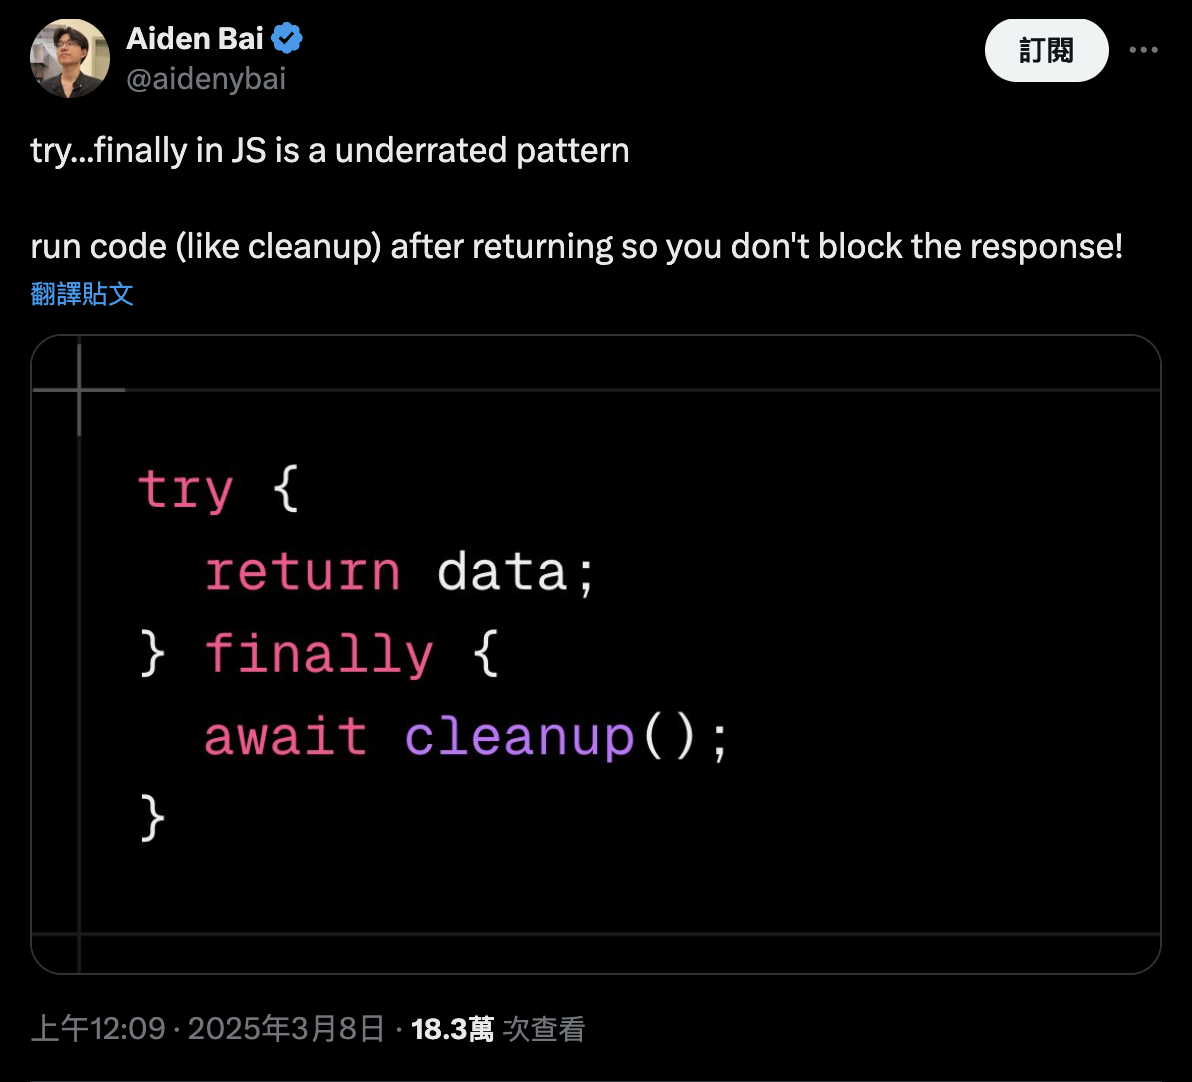 Aiden Bai
@aidenybai
訂閱
try...finally in JS is a underrated pattern
run code (like cleanup) after returning so you don't block the response!
翻譯貼文
try {
  return data;
} finally {
  await cleanup();
}
上午12:09 · 2025年3月8日 · 18.3萬 次查看